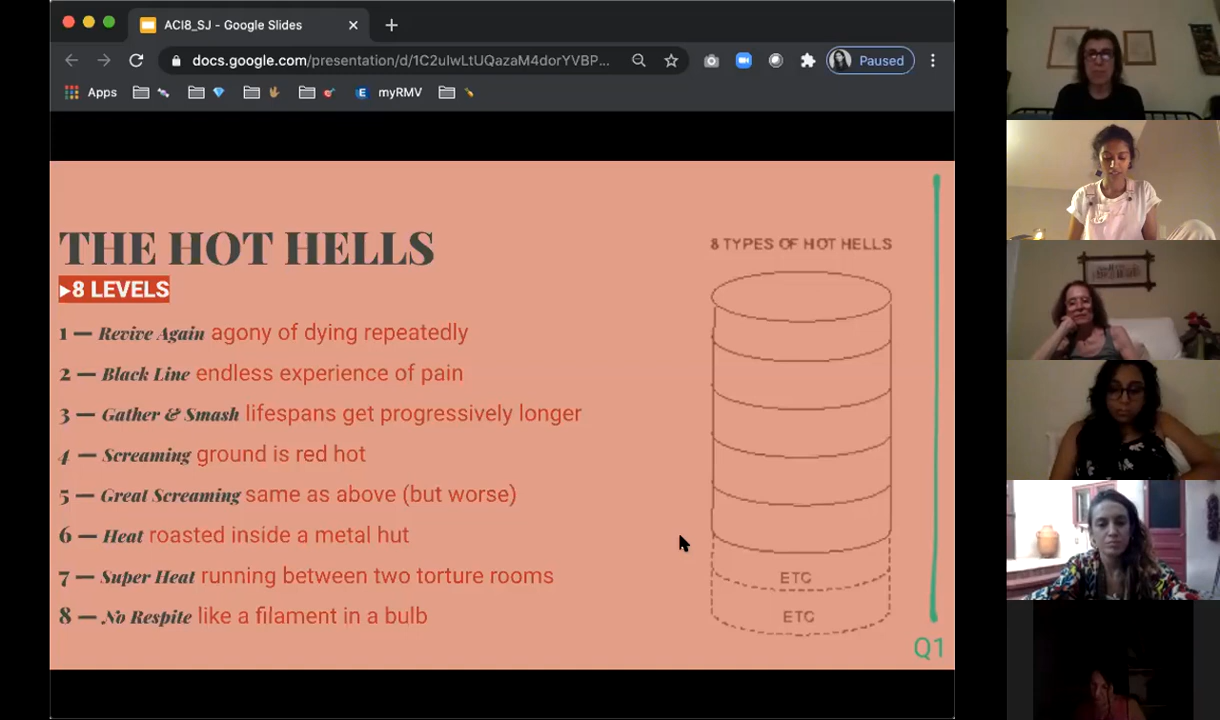 ACI8_SJ - Google Slides
docs.google.com/presentation/d/1C2ulwLtUQazaM4dorYVBP...
Paused
Apps
myRMV
THE HOT HELLS
▸8 LEVELS
1 — Revive Again agony of dying repeatedly
2 — Black Line endless experience of pain
3 — Gather & Smash lifespans get progressively longer
4 — Screaming ground is red hot
5 — Great Screaming same as above (but worse)
6 — Heat roasted inside a metal hut
7 — Super Heat running between two torture rooms
8 — No Respite like a filament in a bulb
8 TYPES OF HOT HELLS
ETC
ETC
Q1